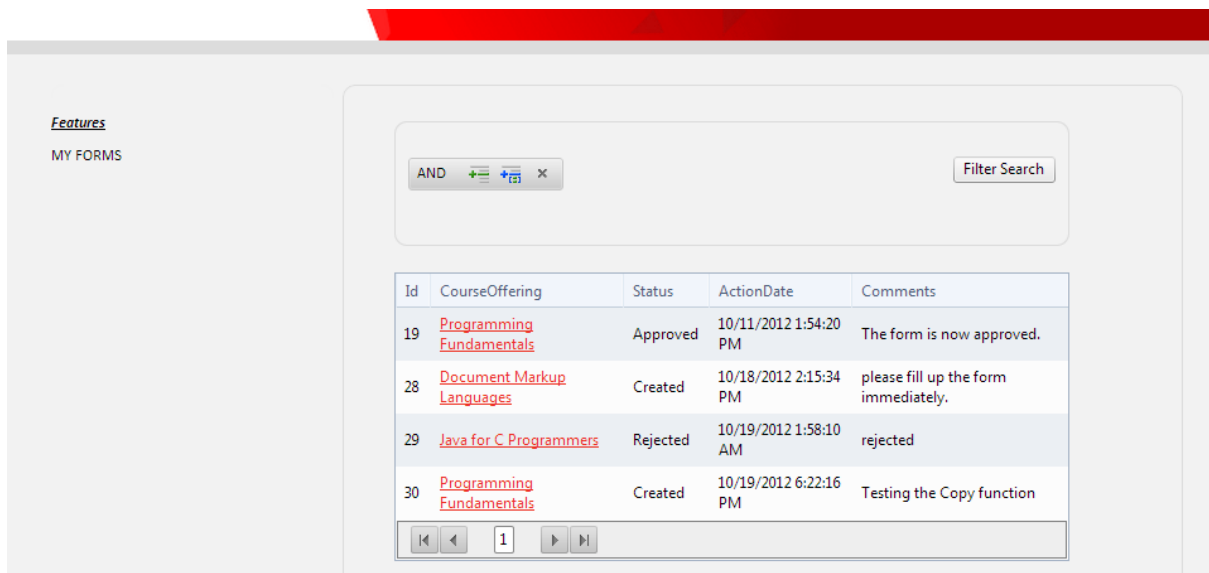 Features
MY FORMS
AND
Filter Search
Id CourseOffering Status ActionDate Comments
19 Programming Fundamentals Approved 10/11/2012 1:54:20 PM The form is now approved.
28 Document Markup Languages Created 10/18/2012 2:15:34 PM please fill up the form immediately.
29 Java for C Programmers Rejected 10/19/2012 1:58:10 AM rejected
30 Programming Fundamentals Created 10/19/2012 6:22:16 PM Testing the Copy function
1